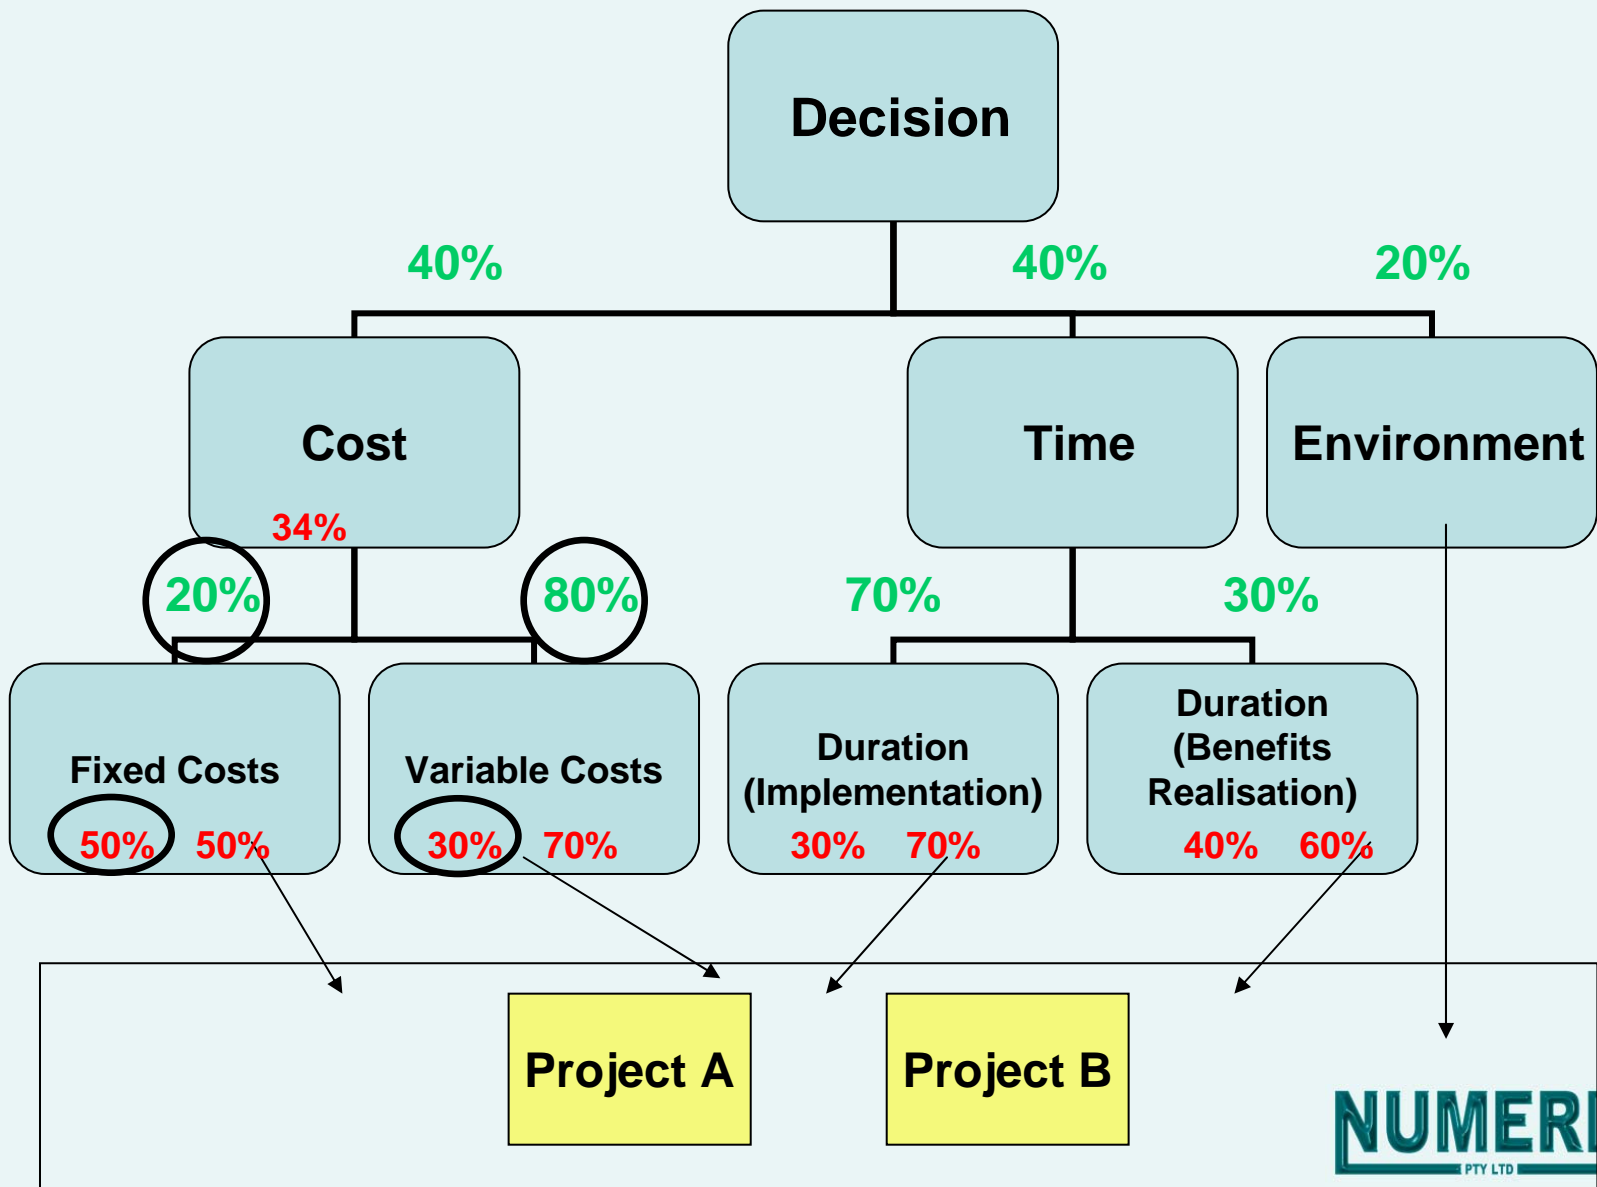 Decision
40% 40% 20%
Cost
Time
Environment
34%
20% 80% 70% 30%
Fixed Costs
50% 50%
Variable Costs
30% 70%
Duration
(Implementation)
30% 70%
Duration
(Benefits
Realisation)
40% 60%
Project A
Project B
PTY LTD